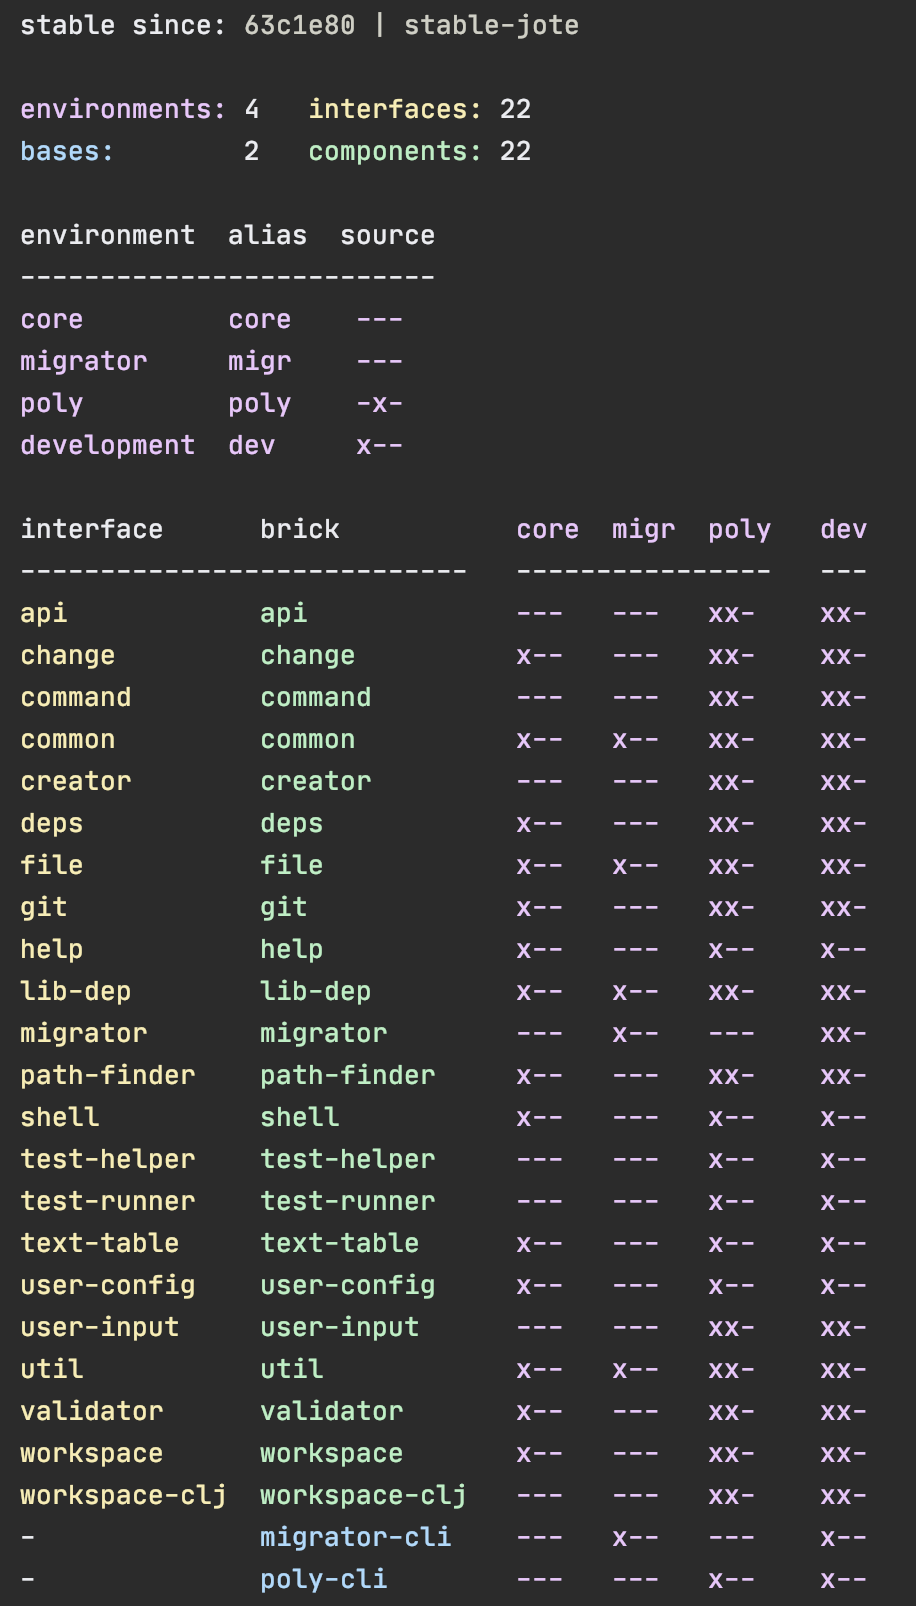 stable since: 63c1e80 | stable-jote
environments: 4   interfaces: 22
bases:        2   components: 22
environment  alias  source
--------------------------
core         core    ---
migrator     migr    ---
poly         poly    -x-
development  dev     x--
interface      brick           core  migr  poly   dev
----------------------------   ----------------   ---
api            api             ---   ---   xx-    xx-
change         change          x--   ---   xx-    xx-
command        command         ---   ---   xx-    xx-
common         common          x--   x--   xx-    xx-
creator        creator         ---   ---   xx-    xx-
deps           deps            x--   ---   xx-    xx-
file           file            x--   x--   xx-    xx-
git            git             x--   ---   xx-    xx-
help           help            x--   ---   x--    x--
lib-dep        lib-dep         x--   x--   xx-    xx-
migrator       migrator        ---   x--   ---    xx-
path-finder    path-finder     x--   ---   xx-    xx-
shell          shell           x--   ---   x--    x--
test-helper    test-helper     ---   ---   x--    x--
test-runner    test-runner     ---   ---   x--    x--
text-table     text-table      x--   ---   x--    x--
user-config    user-config     x--   ---   x--    x--
user-input     user-input      ---   ---   xx-    xx-
util           util            x--   x--   xx-    xx-
validator      validator       x--   ---   xx-    xx-
workspace      workspace       x--   ---   xx-    xx-
workspace-clj  workspace-clj   ---   ---   xx-    xx-
-              migrator-cli    ---   x--   ---    x--
-              poly-cli        ---   ---   x--    x--